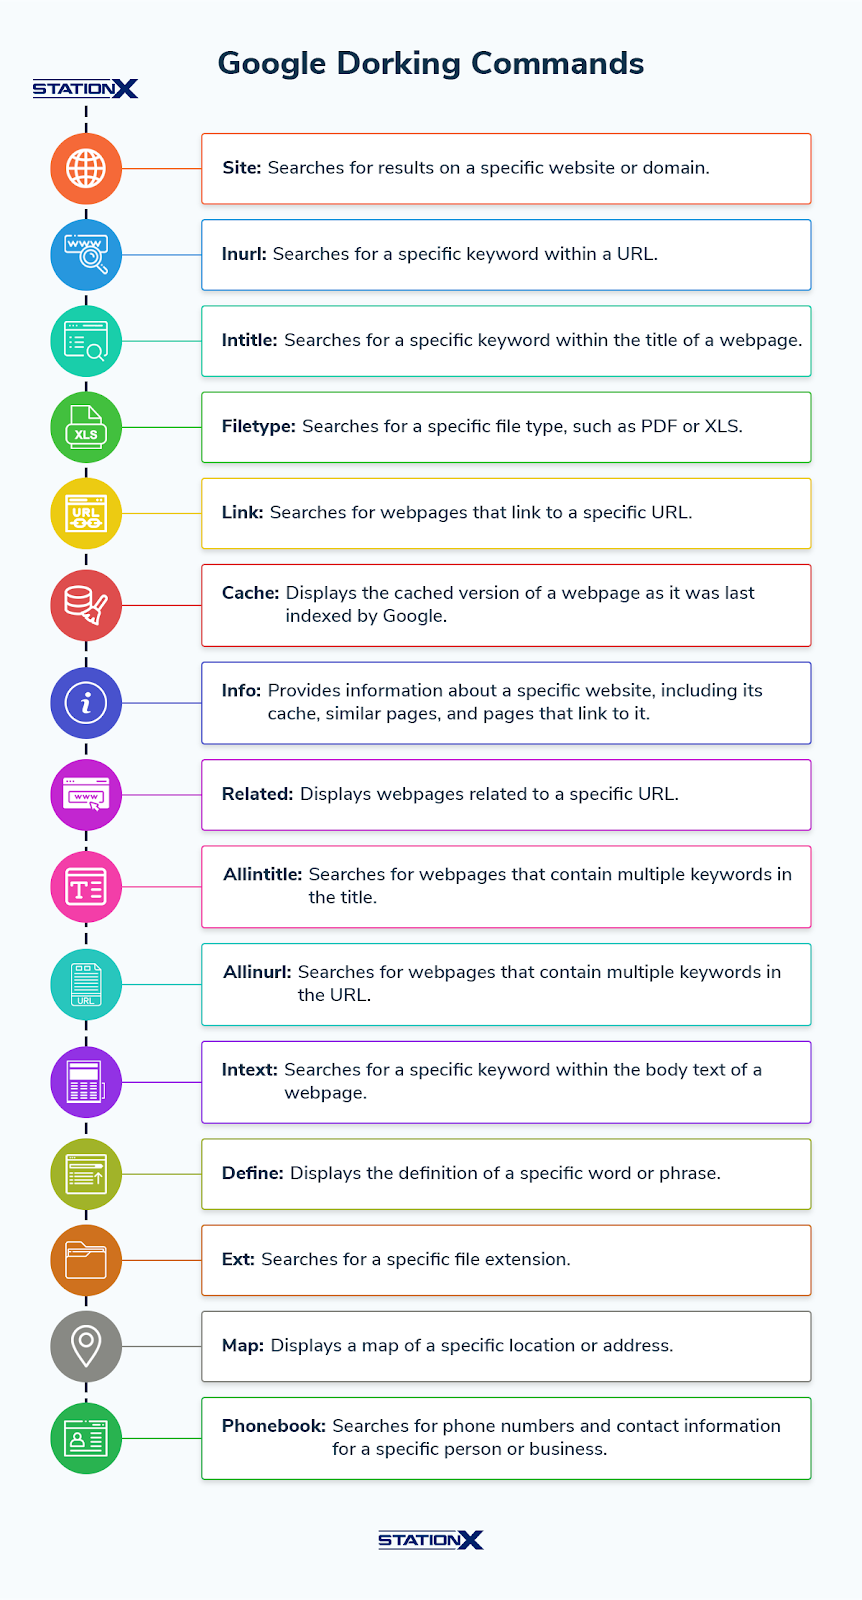 Google Dorking Commands
STATIONX
Site: Searches for results on a specific website or domain.
www
Inurl: Searches for a specific keyword within a URL.
Intitle: Searches for a specific keyword within the title of a webpage.
XLS
Filetype: Searches for a specific file type, such as PDF or XLS.
URL
Link: Searches for webpages that link to a specific URL.
Cache: Displays the cached version of a webpage as it was last
indexed by Google.
i
Info: Provides information about a specific website, including its
cache, similar pages, and pages that link to it.
www
Related: Displays webpages related to a specific URL.
T
Allintitle: Searches for webpages that contain multiple keywords in
the title.
URL
Allinurl: Searches for webpages that contain multiple keywords in
the URL.
Intext: Searches for a specific keyword within the body text of a
webpage.
Define: Displays the definition of a specific word or phrase.
Ext: Searches for a specific file extension.
Map: Displays a map of a specific location or address.
Phonebook: Searches for phone numbers and contact information
for a specific person or business.
STATIONX